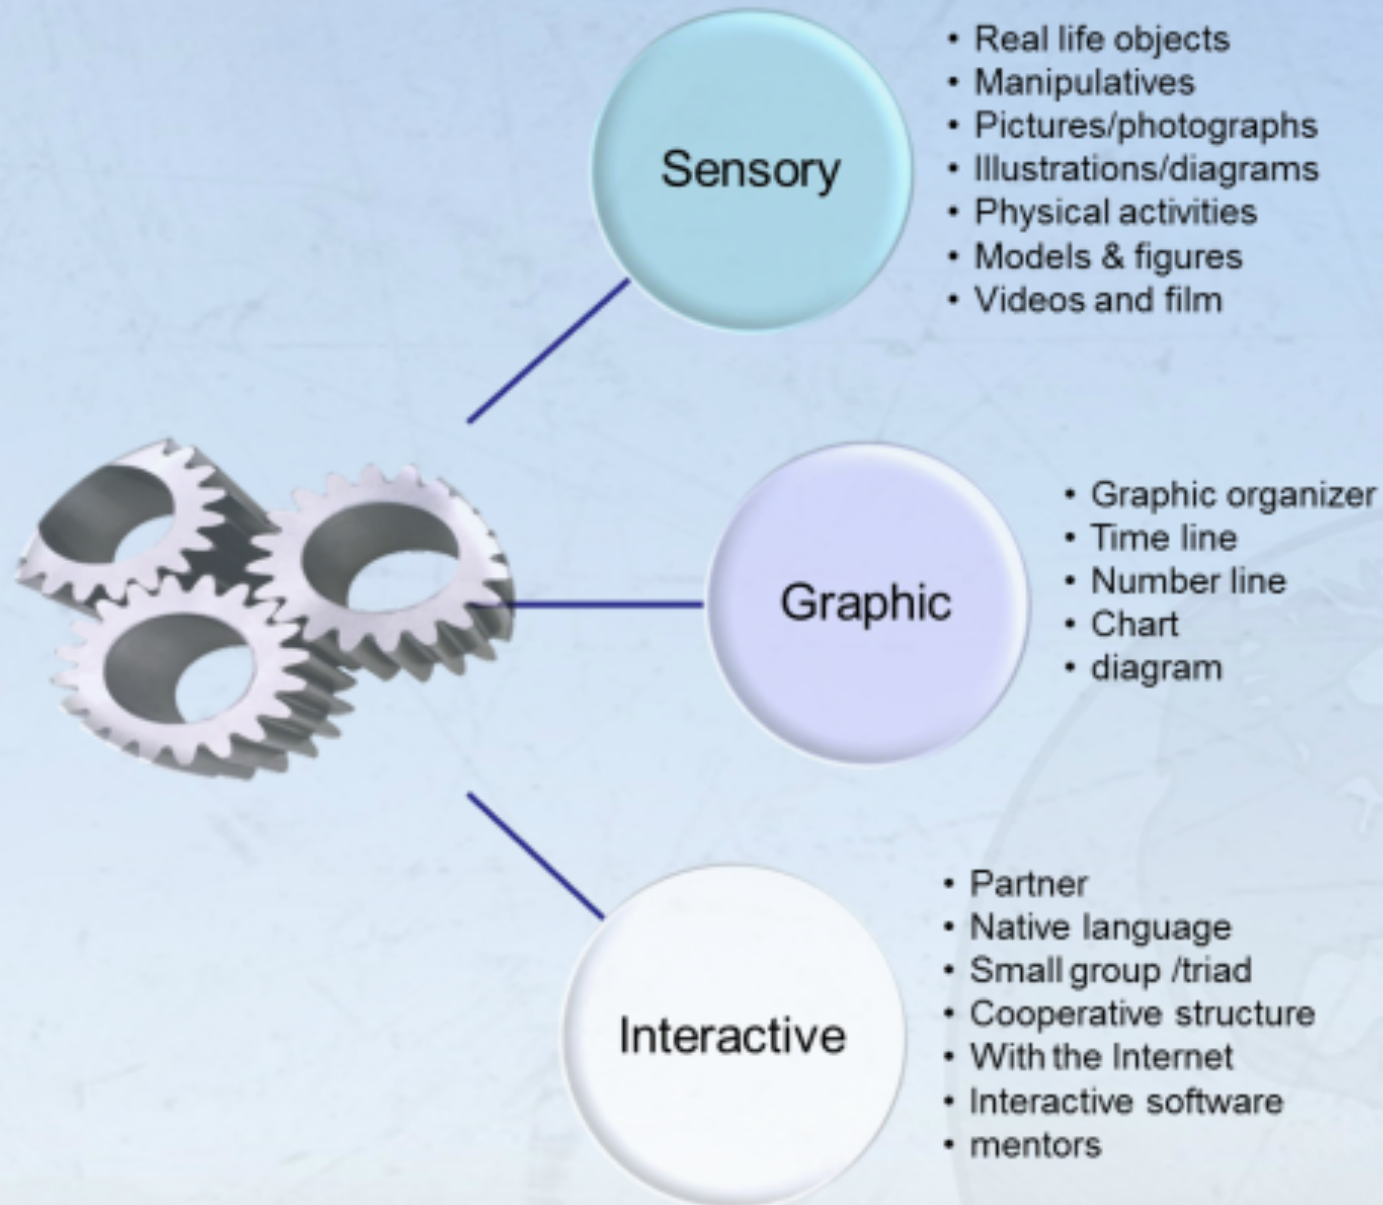 Sensory
• Real life objects
• Manipulatives
• Pictures/photographs
• Illustrations/diagrams
• Physical activities
• Models & figures
• Videos and film
Graphic
• Graphic organizer
• Time line
• Number line
• Chart
• diagram
Interactive
• Partner
• Native language
• Small group /triad
• Cooperative structure
• With the Internet
• Interactive software
• mentors